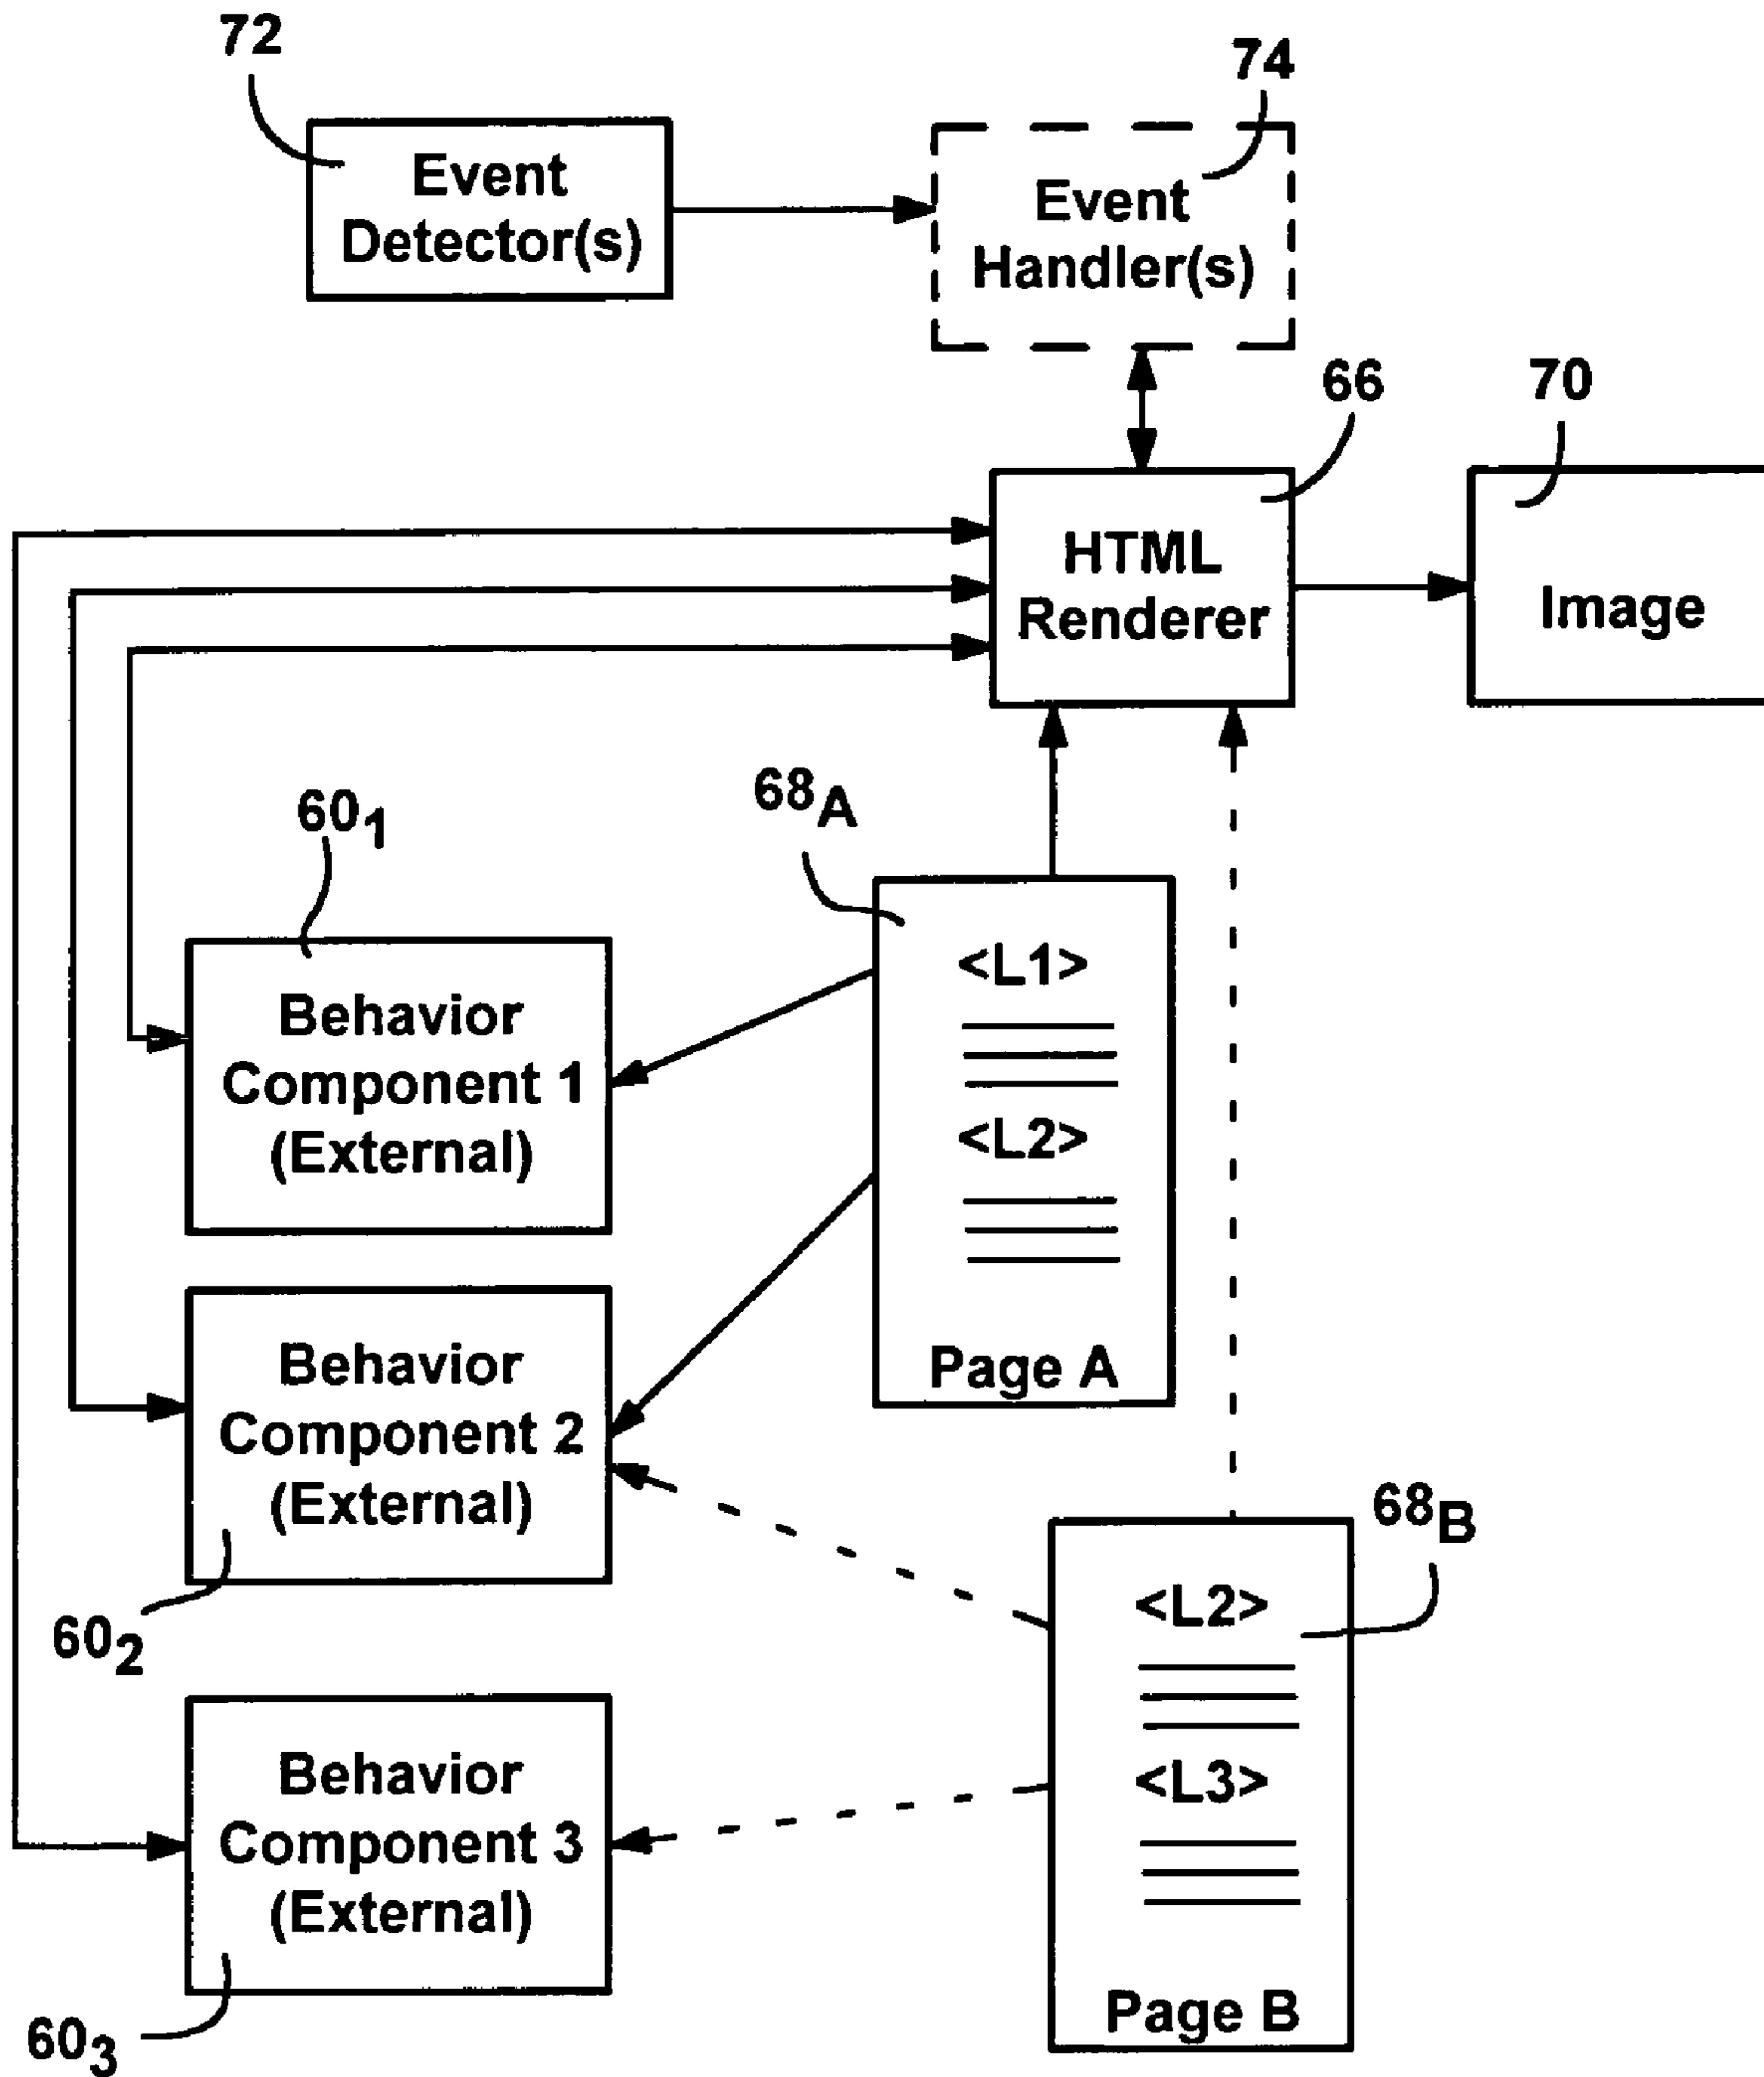 72
74
Event
Detector(s)
Event
Handler(s)
66
70
HTML
Renderer
Image
60₁
68A
<L1>
Behavior
Component 1
(External)
<L2>
Page A
Behavior
Component 2
(External)
60₂
68B
<L2>
<L3>
Behavior
Component 3
(External)
Page B
60₃